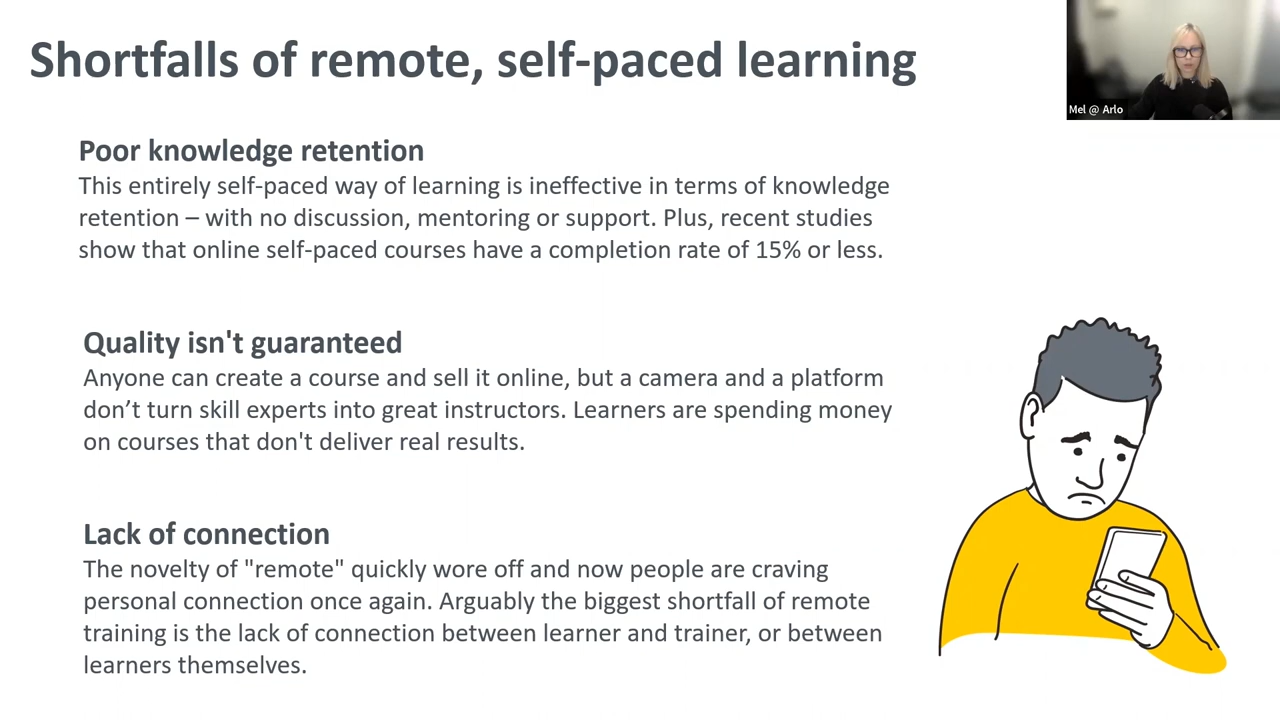 Shortfalls of remote, self-paced learning
Mel @ Arlo
Poor knowledge retention
This entirely self-paced way of learning is ineffective in terms of knowledge
retention – with no discussion, mentoring or support. Plus, recent studies
show that online self-paced courses have a completion rate of 15% or less.
Quality isn't guaranteed
Anyone can create a course and sell it online, but a camera and a platform
don’t turn skill experts into great instructors. Learners are spending money
on courses that don't deliver real results.
Lack of connection
The novelty of "remote" quickly wore off and now people are craving
personal connection once again. Arguably the biggest shortfall of remote
training is the lack of connection between learner and trainer, or between
learners themselves.